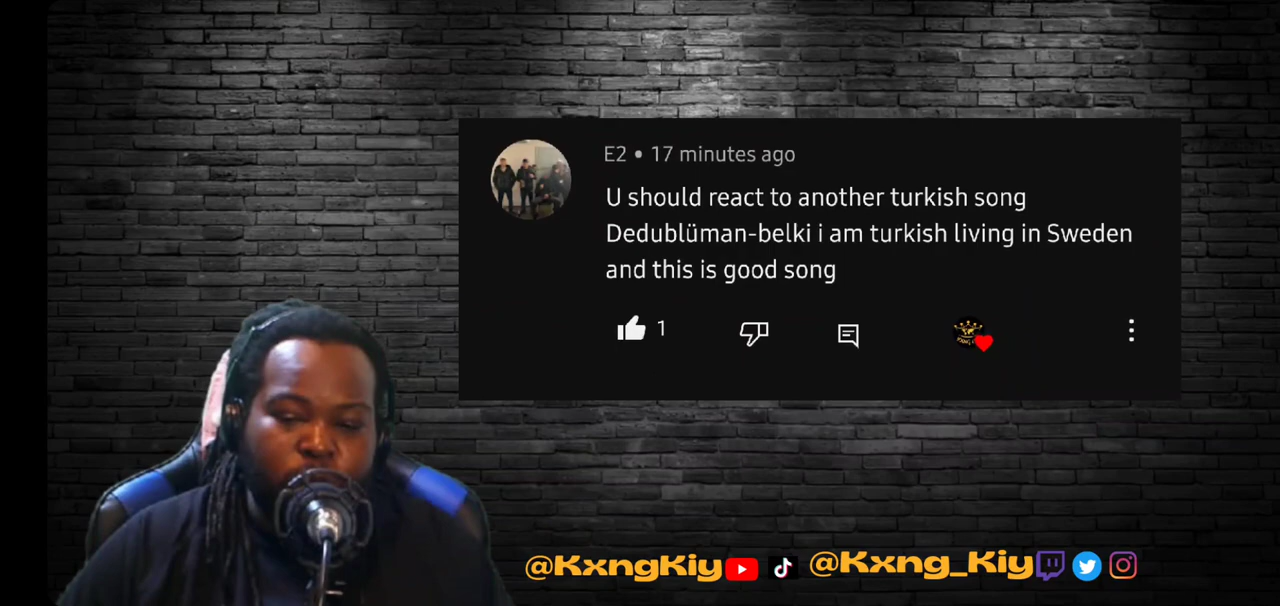 E2 • 17 minutes ago
U should react to another turkish song
Dedublüman-belki i am turkish living in Sweden
and this is good song
1
@KxngKiy @Kxng_Kiy